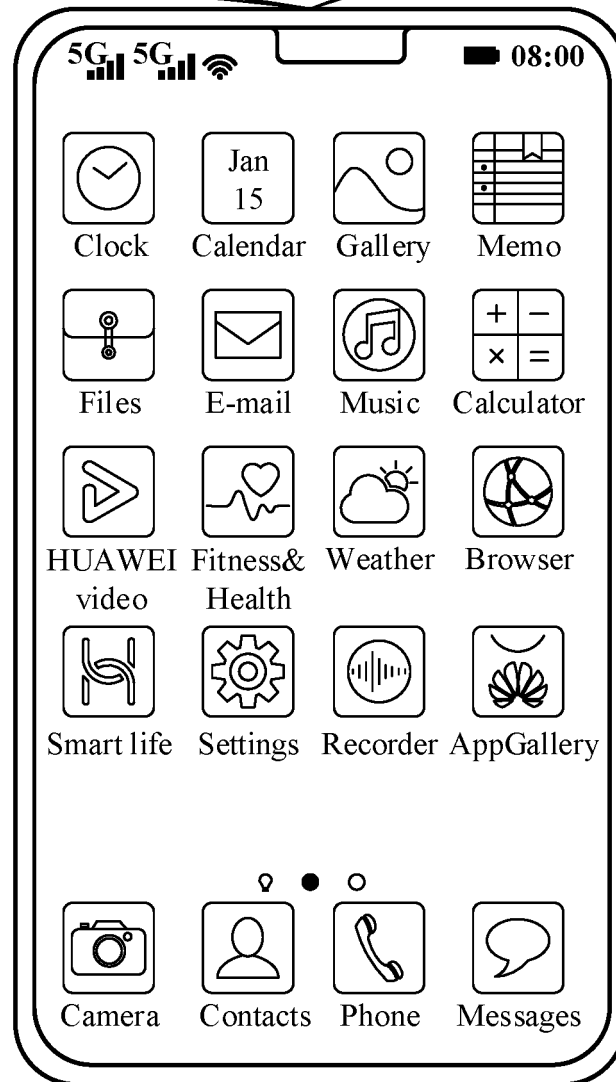 5G 5G 08:00
Jan
15
Clock Calendar Gallery Memo
Files E-mail Music Calculator
HUAWEI Fitness& Weather Browser
video Health
Smart life Settings Recorder AppGallery
Camera Contacts Phone Messages